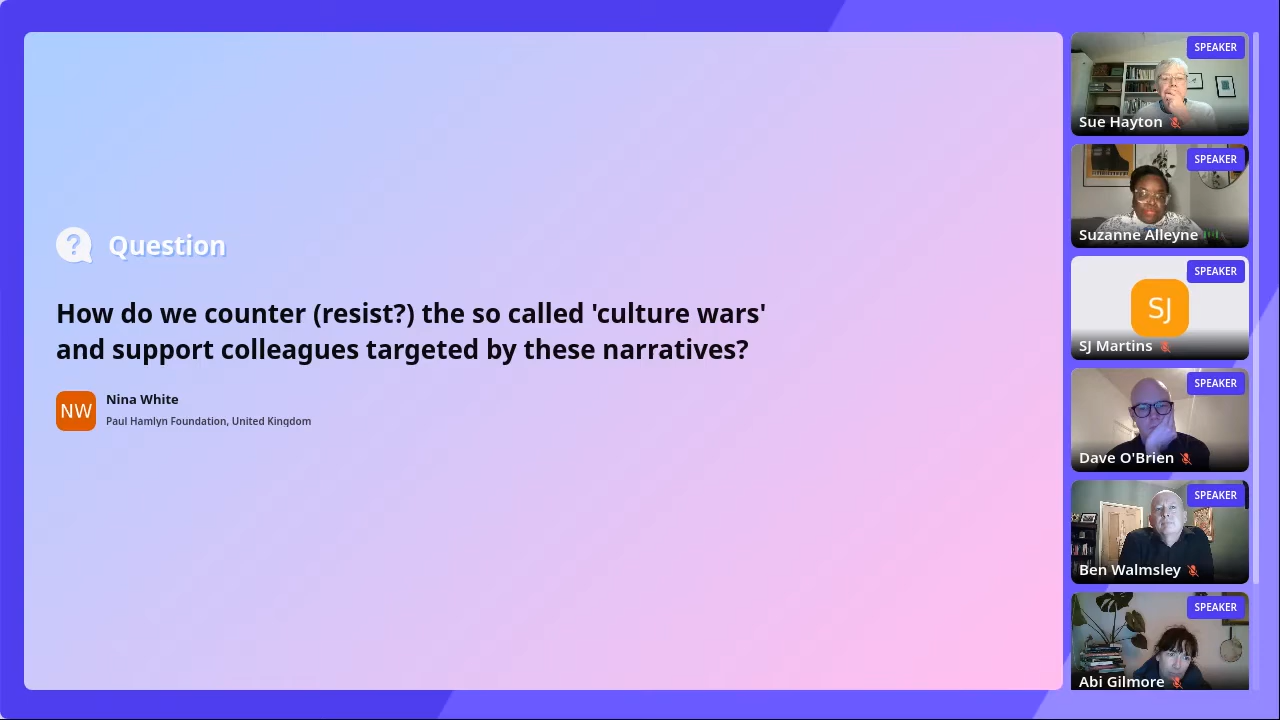 Question
How do we counter (resist?) the so called 'culture wars'
and support colleagues targeted by these narratives?
NW
Nina White
Paul Hamlyn Foundation, United Kingdom
SPEAKER
Sue Hayton
SPEAKER
Suzanne Alleyne
SPEAKER
SJ
SJ Martins
SPEAKER
Dave O'Brien
SPEAKER
Ben Walmsley
SPEAKER
Abi Gilmore